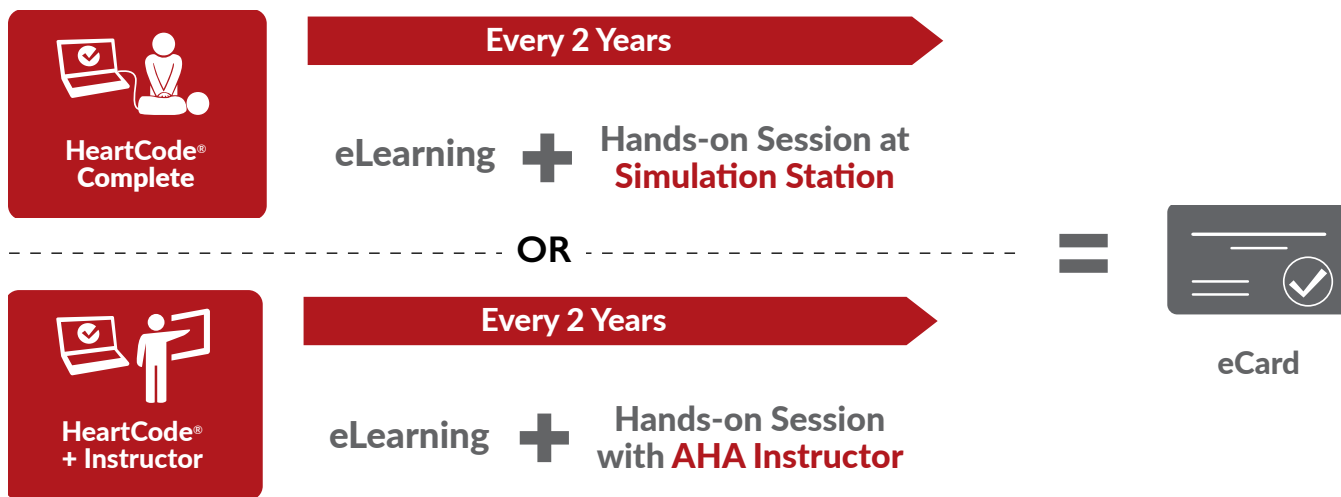 Every 2 Years
HeartCode®
Complete
eLearning + Hands-on Session at
Simulation Station
OR
=
eCard
Every 2 Years
HeartCode®
+ Instructor
eLearning + Hands-on Session
with AHA Instructor